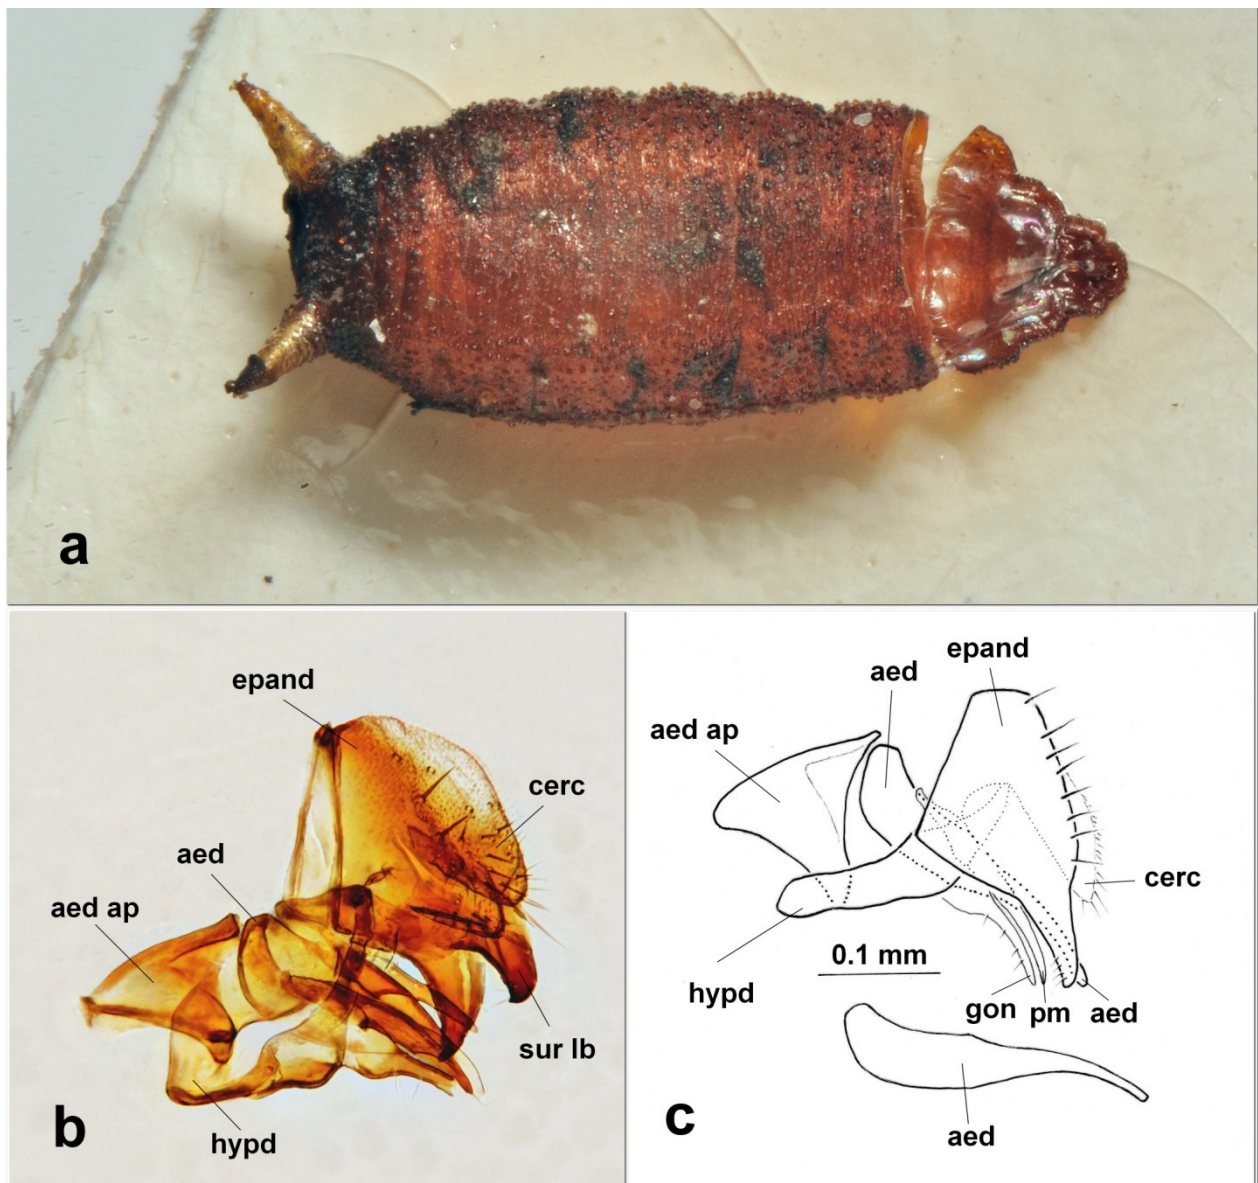 a
epand
cerc
aed
aed ap
sur lb
hypd
b
epand
aed
aed ap
cerc
0.1 mm
hypd
gon pm aed
aed
c